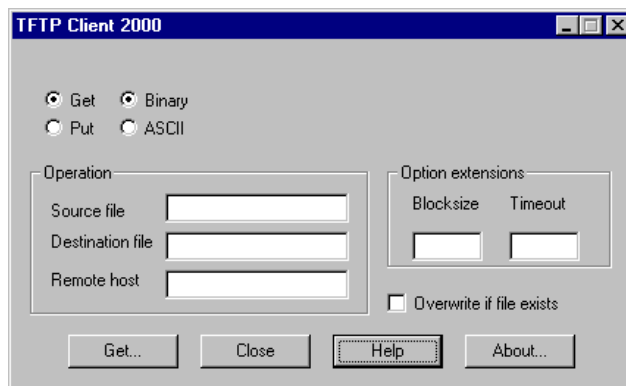 TFTP Client 2000
Get Binary
Put ASCII
Operation
Source file
Destination file
Remote host
Option extensions
Blocksize Timeout
Overwrite if file exists
Get... Close Help About...